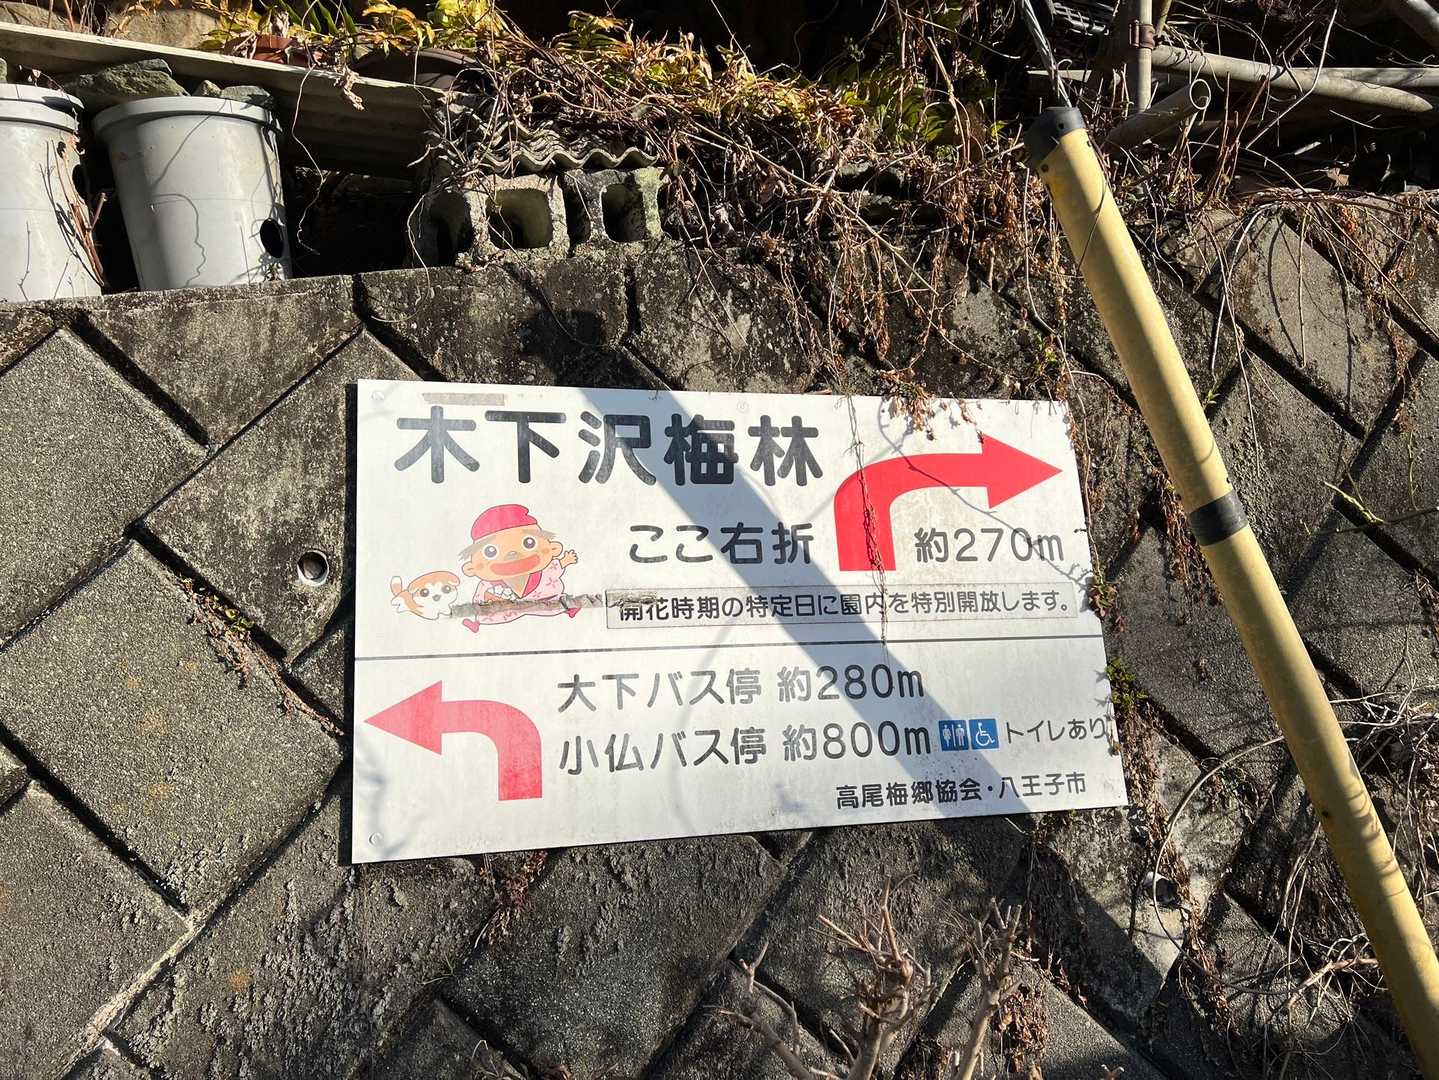 木下沢梅林
ここ右折 約270m
開花時期の特定日に園内を特別開放します。
大下バス停 約280m
小仏バス停 約800m トイレあり
高尾梅郷協会・八王子市